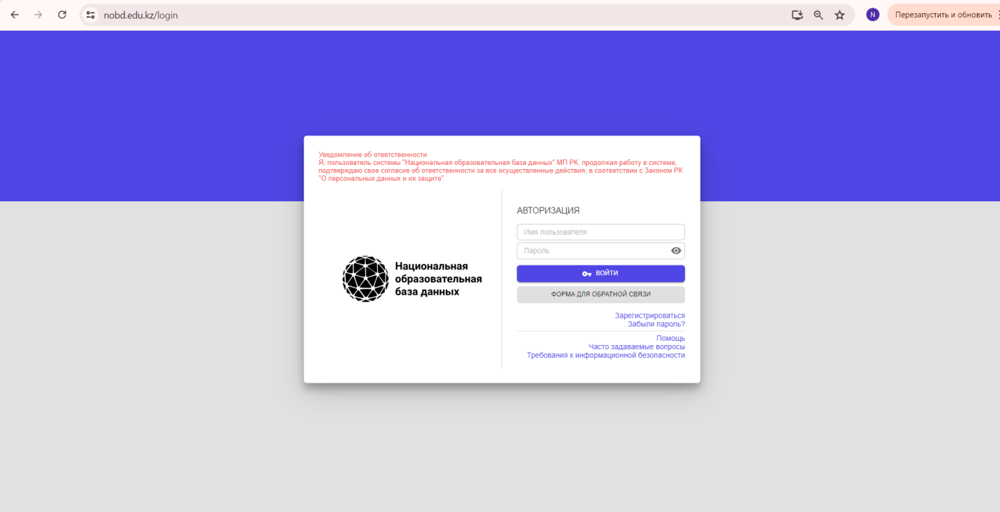 nobd.edu.kz/login
N
Перезапустить и обновить
Уведомление об ответственности
Я, пользователь системы "Национальная образовательная база данных" МП РК, продолжая работу в системе,
подтверждаю свое согласие об ответственности за все осуществленные действия, в соответствии с Законом РК
"О персональных данных и их защите"
Национальная
образовательная
база данных
АВТОРИЗАЦИЯ
Имя пользователя
Пароль
ВОЙТИ
ФОРМА ДЛЯ ОБРАТНОЙ СВЯЗИ
Зарегистрироваться
Забыли пароль?
Помощь
Часто задаваемые вопросы
Требования к информационной безопасности